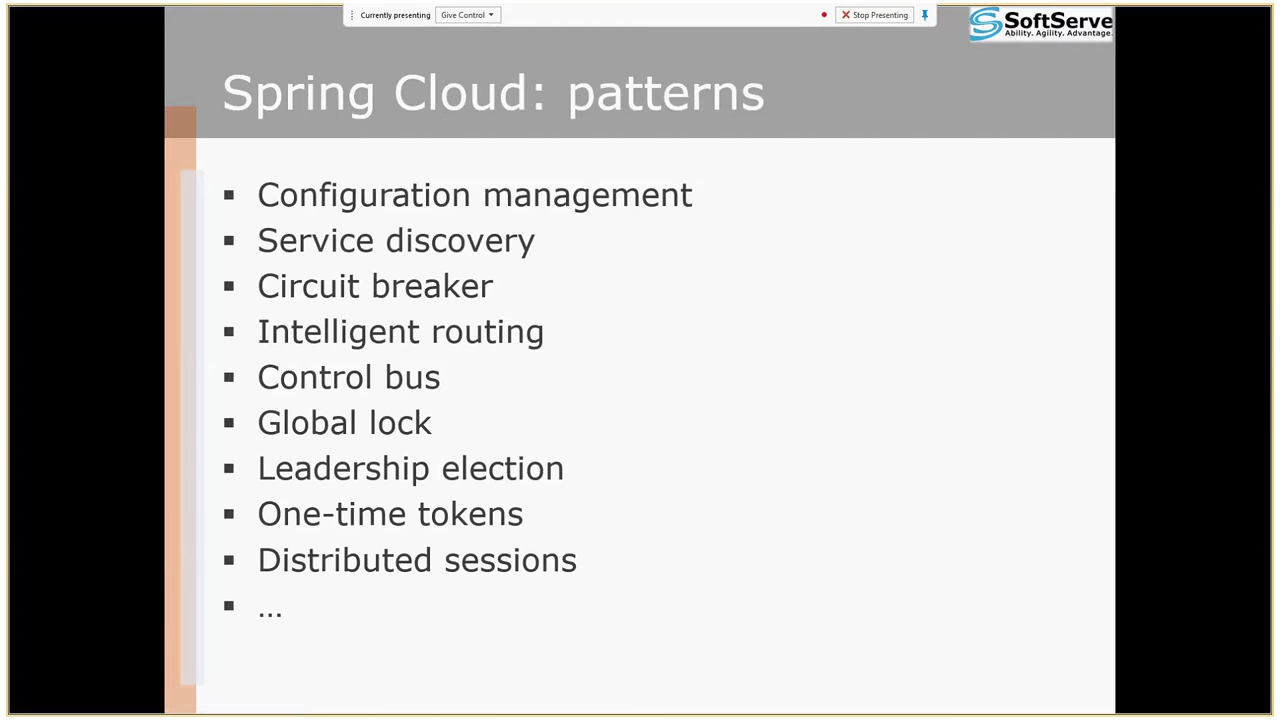 Currently presenting
Give Control
Stop Presenting
SoftServe
Ability. Agility. Advantage.
Spring Cloud: patterns
▪ Configuration management
▪ Service discovery
▪ Circuit breaker
▪ Intelligent routing
▪ Control bus
▪ Global lock
▪ Leadership election
▪ One-time tokens
▪ Distributed sessions
▪ ...